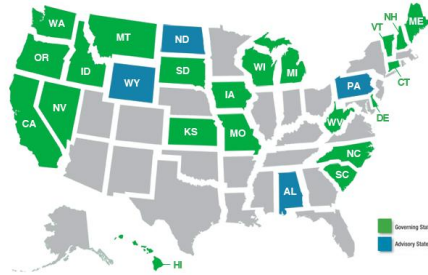 WA
MT
ND
VT
NH
ME
OR
ID
SD
WI
MI
WY
CT
IA
PA
NV
DE
CA
KS
MO
WV
NC
SC
AL
HI
Governing Stat
Advisory State